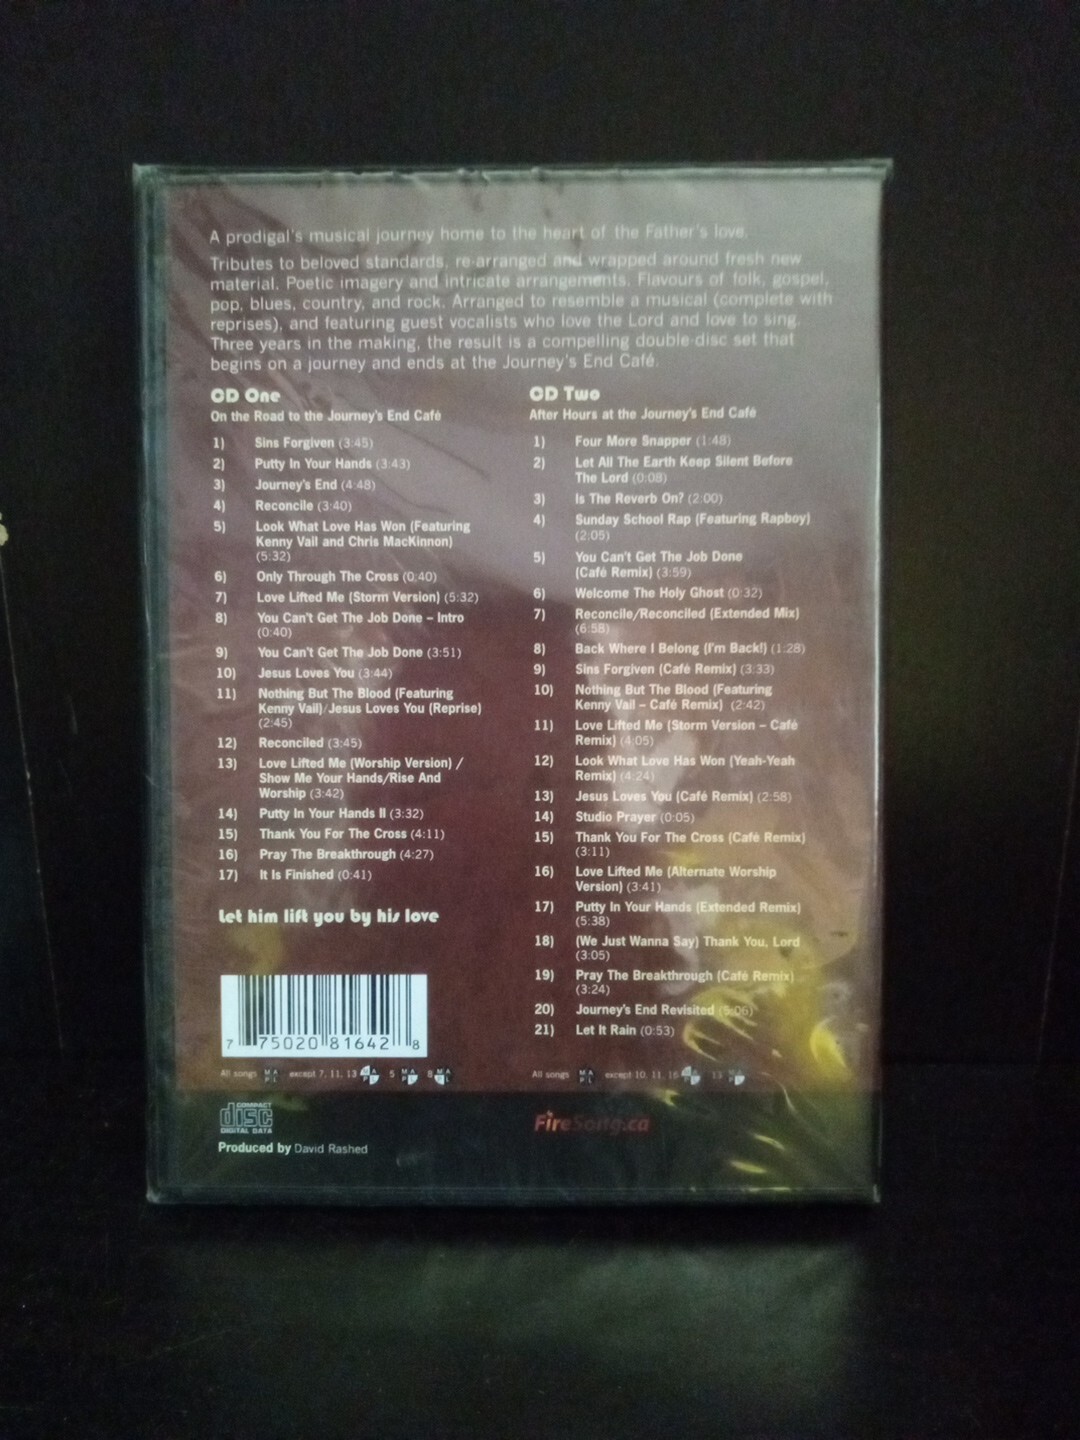 A prodigal's musical journey home to the heart of the Father's love.
Tributes to beloved standards, re-arranged and wrapped around fresh new
material. Poetic imagery and intricate arrangements. Flavours of folk, gospel,
pop, blues, country, and rock. Arranged to resemble a musical (complete with
reprises), and featuring guest vocalists who love the Lord and love to sing.
Three years in the making, the result is a compelling double-disc set that
begins on a journey and ends at the Journey's End Café.
CD One
On the Road to the Journey's End Café
1) Sins Forgiven (3:45)
2) Putty In Your Hands (3:43)
3) Journey's End (4:48)
4) Reconcile (3:40)
5) Look What Love Has Won (Featuring
Kenny Vail and Chris MacKinnon)
(5:32)
6) Only Through The Cross (0:40)
7) Love Lifted Me (Storm Version) (5:32)
8) You Can't Get The Job Done – Intro
(0:40)
9) You Can't Get The Job Done (3:51)
10) Jesus Loves You (3:44)
11) Nothing But The Blood (Featuring
Kenny Vail)/Jesus Loves You (Reprise)
(2:45)
12) Reconciled (3:45)
13) Love Lifted Me (Worship Version) /
Show Me Your Hands/Rise And
Worship (3:42)
14) Putty In Your Hands II (3:32)
15) Thank You For The Cross (4:11)
16) Pray The Breakthrough (4:27)
17) It Is Finished (0:41)
Let him lift you by his love
7 75020 81642 8
All songs MAPL except 7, 11, 13 MAPL 5 MAPL 8 MAPL
COMPACT
disc
DIGITAL DATA
Produced by David Rashed
CD Two
After Hours at the Journey's End Café
1) Four More Snapper (1:48)
2) Let All The Earth Keep Silent Before
The Lord (0:08)
3) Is The Reverb On? (2:00)
4) Sunday School Rap (Featuring Rapboy)
(2:05)
5) You Can't Get The Job Done
(Café Remix) (3:59)
6) Welcome The Holy Ghost (0:32)
7) Reconcile/Reconciled (Extended Mix)
(6:58)
8) Back Where I Belong (I'm Back!) (1:28)
9) Sins Forgiven (Café Remix) (3:33)
10) Nothing But The Blood (Featuring
Kenny Vail – Café Remix) (2:42)
11) Love Lifted Me (Storm Version – Café
Remix) (4:05)
12) Look What Love Has Won (Yeah-Yeah
Remix) (4:24)
13) Jesus Loves You (Café Remix) (2:58)
14) Studio Prayer (0:05)
15) Thank You For The Cross (Café Remix)
(3:11)
16) Love Lifted Me (Alternate Worship
Version) (3:41)
17) Putty In Your Hands (Extended Remix)
(5:38)
18) (We Just Wanna Say) Thank You, Lord
(3:05)
19) Pray The Breakthrough (Café Remix)
(3:24)
20) Journey's End Revisited (5:06)
21) Let It Rain (0:53)
All songs MAPL except 10, 11, 16 MAPL 13 MAPL
FireSong.ca